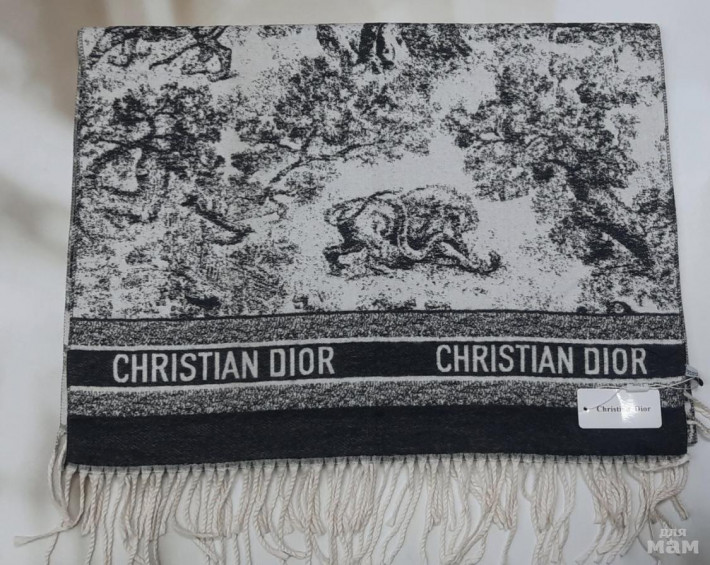 CHRISTIAN DIOR CHRISTIAN DIOR
Christian Dior
для
мам